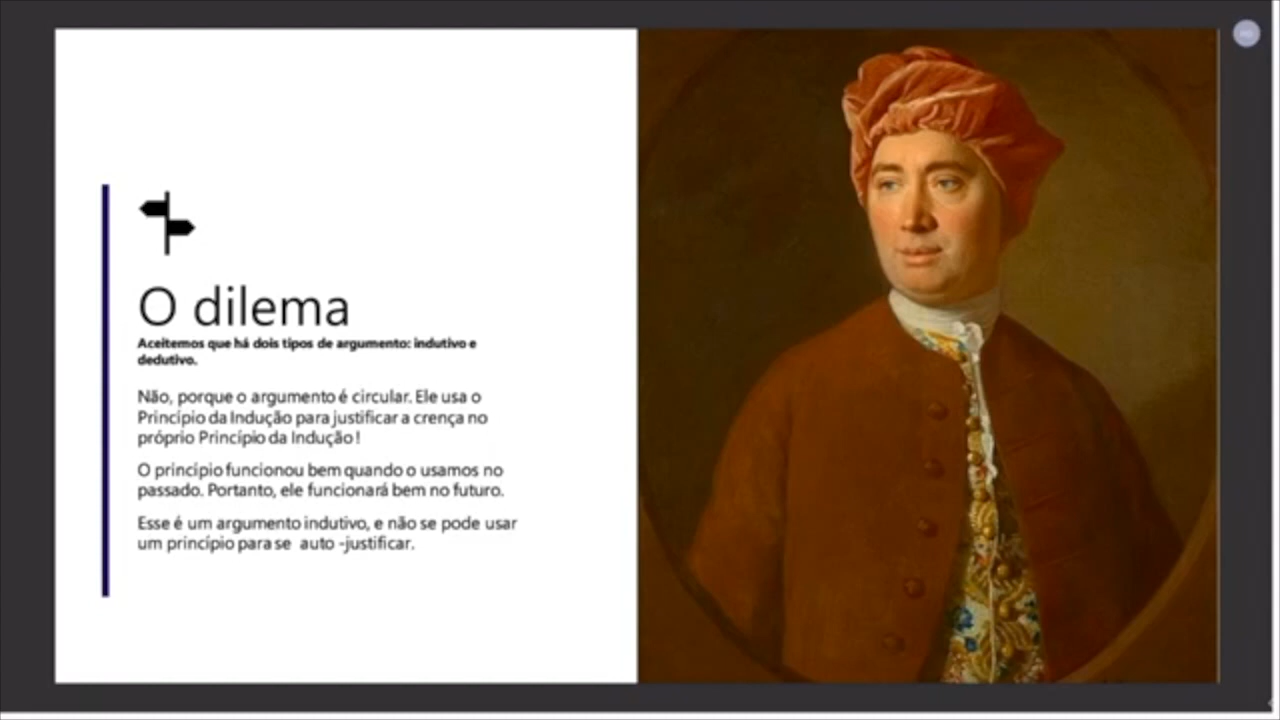 O dilema
Aceitemos que há dois tipos de argumento: indutivo e
dedutivo.
Não, porque o argumento é circular. Ele usa o
Princípio da Indução para justificar a crença no
próprio Princípio da Indução !
O princípio funcionou bem quando o usamos no
passado. Portanto, ele funcionará bem no futuro.
Esse é um argumento indutivo, e não se pode usar
um princípio para se auto -justificar.